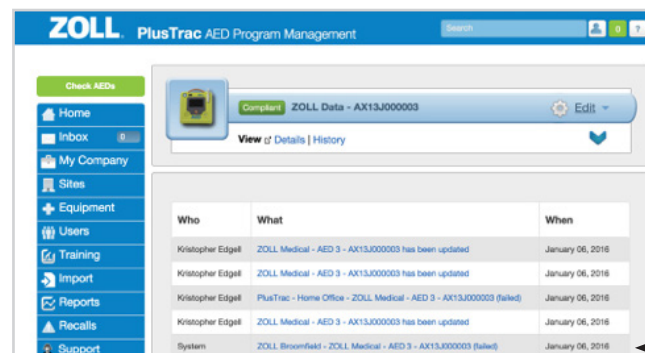 ZOLL. PlusTrac AED Program Management
Search
0
?
Check AEDs
Home
Inbox 0
My Company
Sites
Equipment
Users
Training
Import
Reports
Recalls
Support
Compliant ZOLL Data - AX13J000003
Edit
View Details | History
Who What When
Kristopher Edgell ZOLL Medical - AED 3 - AX13J000003 has been updated January 06, 2016
Kristopher Edgell ZOLL Medical - AED 3 - AX13J000003 has been updated January 06, 2016
Kristopher Edgell PlusTrac - Home Office - ZOLL Medical - AED 3 - AX13J000003 (failed) January 06, 2016
Kristopher Edgell ZOLL Medical - AED 3 - AX13J000003 has been updated January 06, 2016
System ZOLL Broomfield - ZOLL Medical - AED 3 - AX13J000003 (failed) January 06, 2016